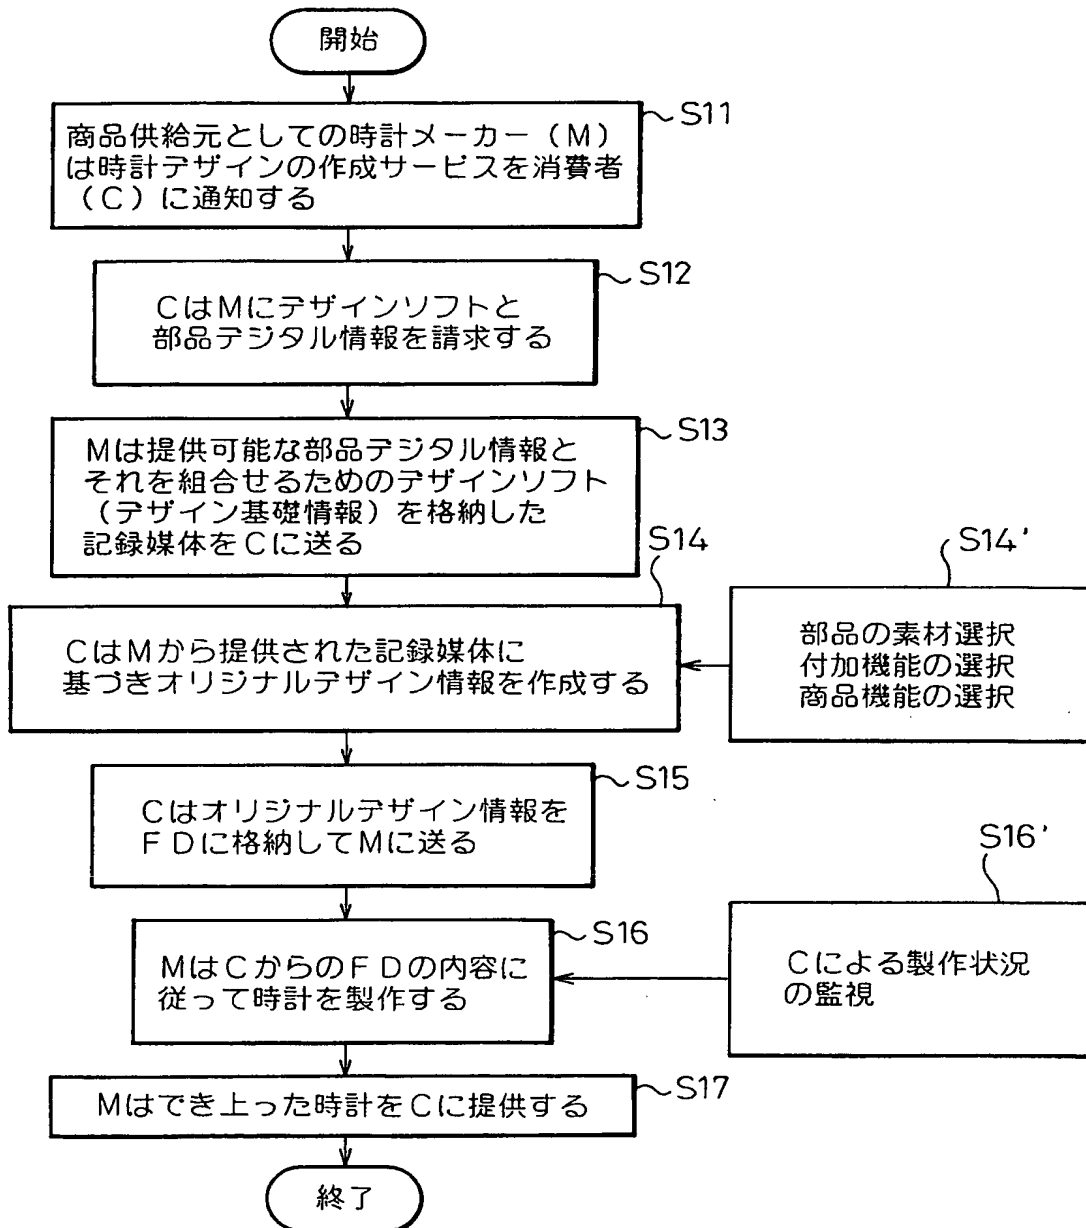 開始
S11
商品供給元としての時計メーカー(M)
は時計デザインの作成サービスを消費者
(C)に通知する
S12
CはMにデザインソフトと
部品デジタル情報を請求する
S13
Mは提供可能な部品デジタル情報と
それを組合せるためのデザインソフト
(デザイン基礎情報)を格納した
記録媒体をCに送る
S14
CはMから提供された記録媒体に
基づきオリジナルデザイン情報を作成する
S14'
部品の素材選択
付加機能の選択
商品機能の選択
S15
Cはオリジナルデザイン情報を
FDに格納してMに送る
S16
MはCからのFDの内容に
従って時計を製作する
S16'
Cによる製作状況
の監視
S17
Mはでき上った時計をCに提供する
終了